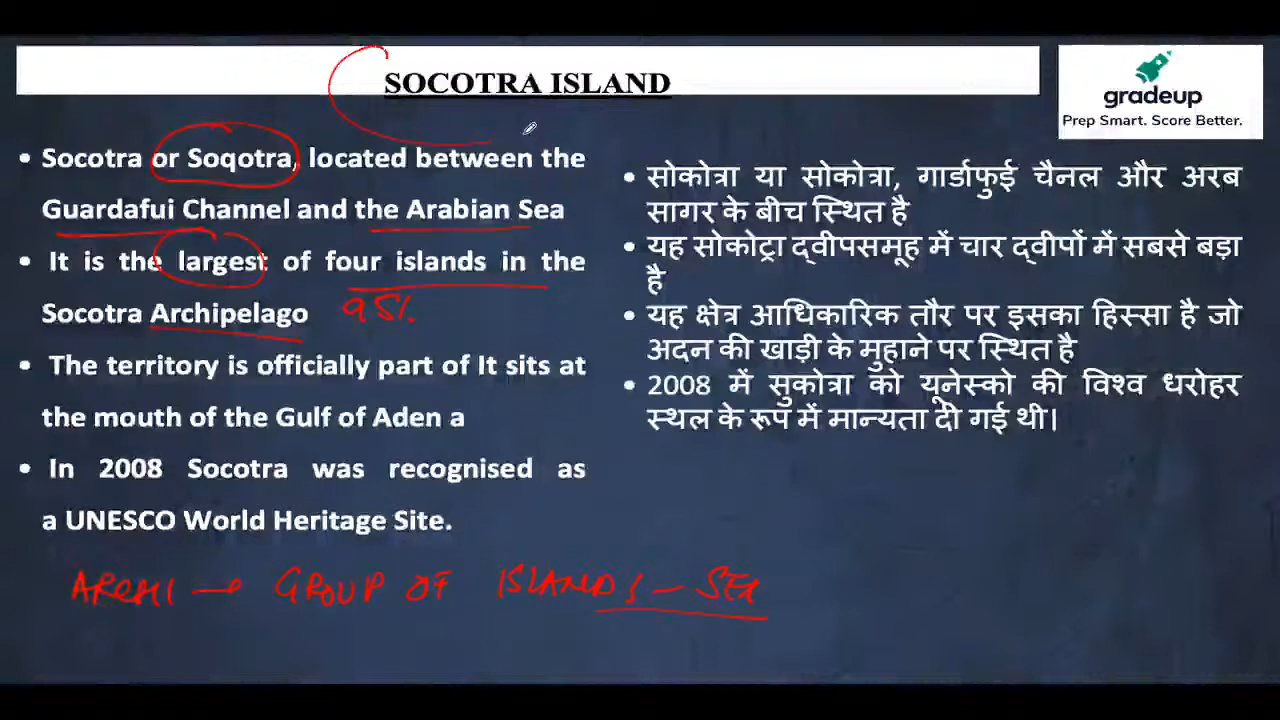 SOCOTRA ISLAND
gradeup
Prep Smart. Score Better.
• Socotra or Soqotra, located between the
Guardafui Channel and the Arabian Sea
• It is the largest of four islands in the
Socotra Archipelago 95%
• The territory is officially part of It sits at
the mouth of the Gulf of Aden a
• In 2008 Socotra was recognised as
a UNESCO World Heritage Site.
• सोकोत्रा या सोकोत्रा, गार्डाफुई चैनल और अरब
सागर के बीच स्थित है
• यह सोकोट्रा द्वीपसमूह में चार द्वीपों में सबसे बड़ा
है
• यह क्षेत्र आधिकारिक तौर पर इसका हिस्सा है जो
अदन की खाड़ी के मुहाने पर स्थित है
• 2008 में सुकोत्रा को यूनेस्को की विश्व धरोहर
स्थल के रूप में मान्यता दी गई थी।
ARCHI → GROUP OF ISLANDS – SEA